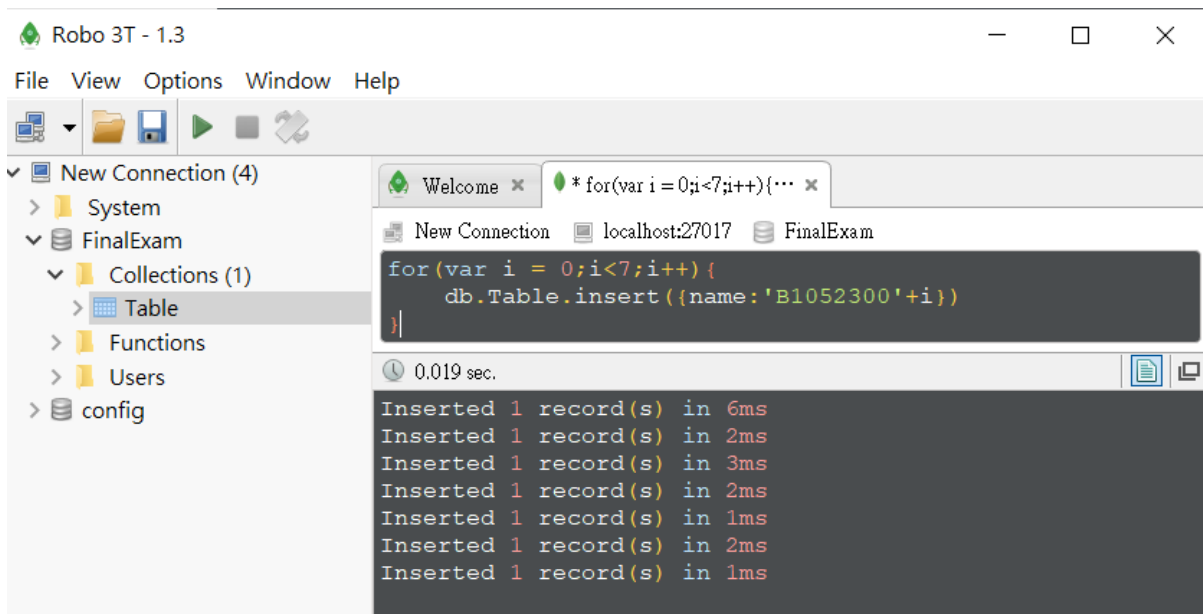 Robo 3T - 1.3
File View Options Window Help
New Connection (4)
System
FinalExam
Collections (1)
Table
Functions
Users
config
Welcome
* for(var i = 0;i<7;i++){...
New Connection localhost:27017 FinalExam
for(var i = 0;i<7;i++){
    db.Table.insert({name:'B1052300'+i})
}
0.019 sec.
Inserted 1 record(s) in 6ms
Inserted 1 record(s) in 2ms
Inserted 1 record(s) in 3ms
Inserted 1 record(s) in 2ms
Inserted 1 record(s) in 1ms
Inserted 1 record(s) in 2ms
Inserted 1 record(s) in 1ms